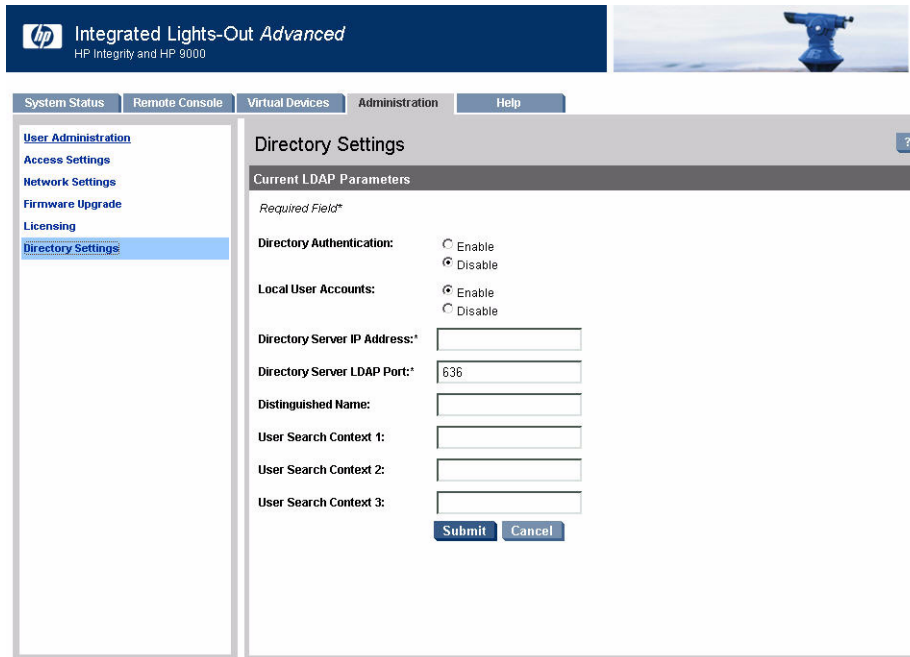 hp Integrated Lights-Out Advanced
HP Integrity and HP 9000
System Status Remote Console Virtual Devices Administration Help
User Administration
Access Settings
Network Settings
Firmware Upgrade
Licensing
Directory Settings
Directory Settings
?
Current LDAP Parameters
Required Field*
Directory Authentication:
Enable
Disable
Local User Accounts:
Enable
Disable
Directory Server IP Address:*
Directory Server LDAP Port:* 636
Distinguished Name:
User Search Context 1:
User Search Context 2:
User Search Context 3:
Submit Cancel